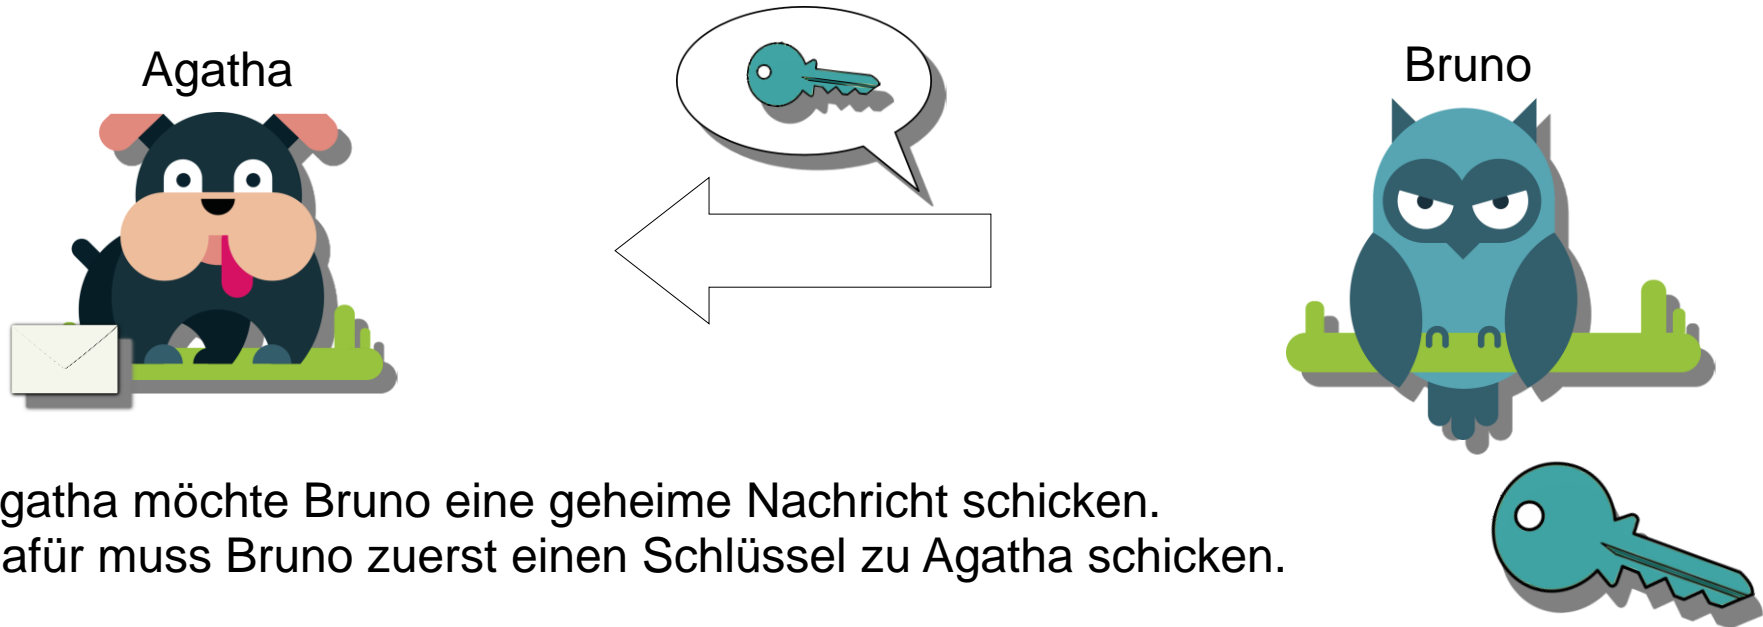 Agatha
Bruno
gatha möchte Bruno eine geheime Nachricht schicken.
afür muss Bruno zuerst einen Schlüssel zu Agatha schicken.